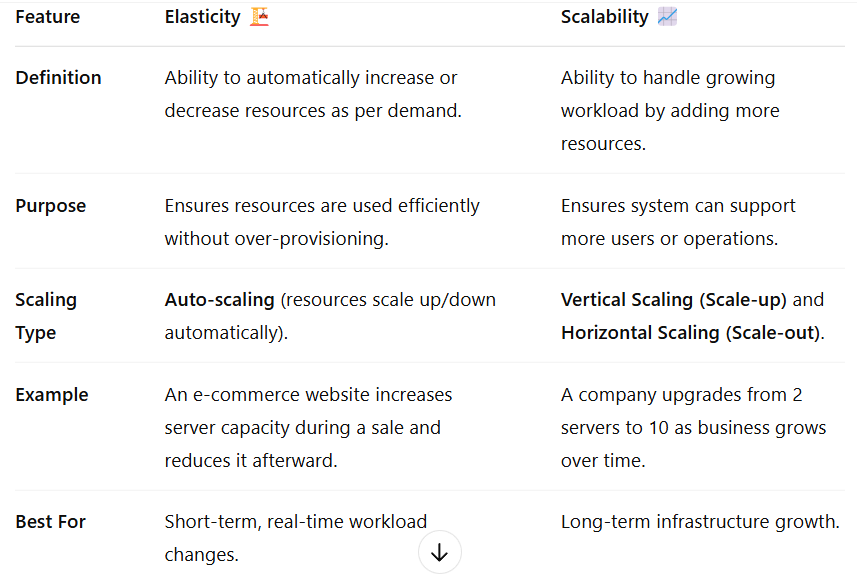 Feature Elasticity 🏗️ Scalability 📈
Definition Ability to automatically increase or Ability to handle growing
decrease resources as per demand. workload by adding more
resources.
Purpose Ensures resources are used efficiently Ensures system can support
without over-provisioning. more users or operations.
Scaling Auto-scaling (resources scale up/down Vertical Scaling (Scale-up) and
Type automatically). Horizontal Scaling (Scale-out).
Example An e-commerce website increases A company upgrades from 2
server capacity during a sale and servers to 10 as business grows
reduces it afterward. over time.
Best For Short-term, real-time workload Long-term infrastructure growth.
changes.